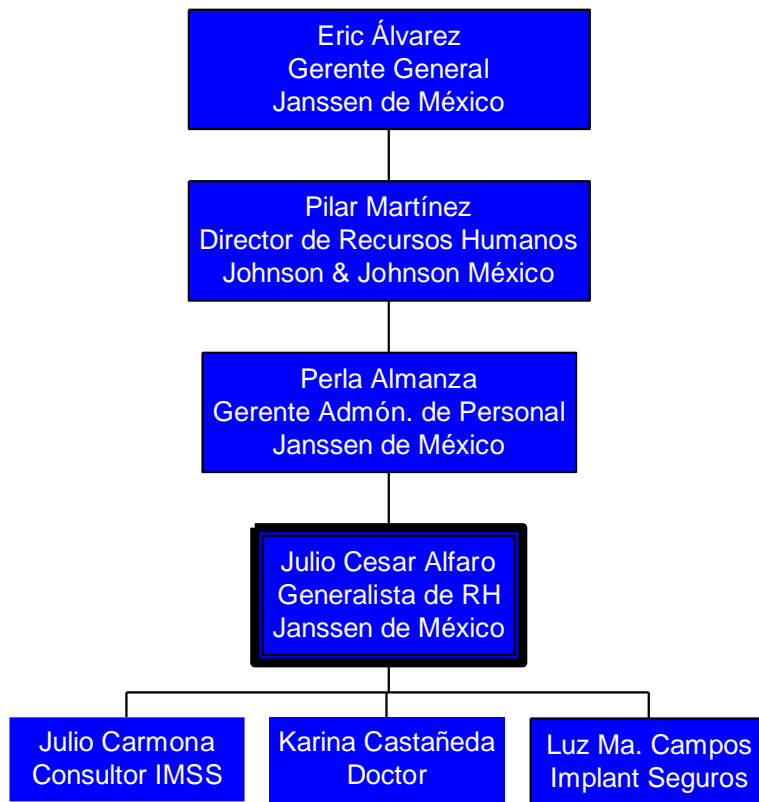 Eric Álvarez
Gerente General
Janssen de México
Pilar Martínez
Director de Recursos Humanos
Johnson & Johnson México
Perla Almanza
Gerente Admón. de Personal
Janssen de México
Julio Cesar Alfaro
Generalista de RH
Janssen de México
Julio Carmona
Consultor IMSS
Karina Castañeda
Doctor
Luz Ma. Campos
Implant Seguros